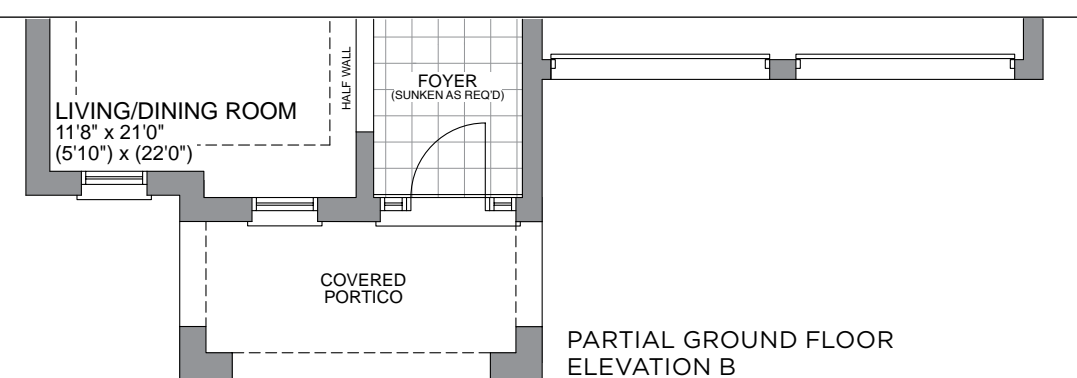 LIVING/DINING ROOM
11'8" x 21'0"
(5'10") x (22'0")
HALF WALL
FOYER
(SUNKEN AS REQ'D)
COVERED
PORTICO
PARTIAL GROUND FLOOR
ELEVATION B